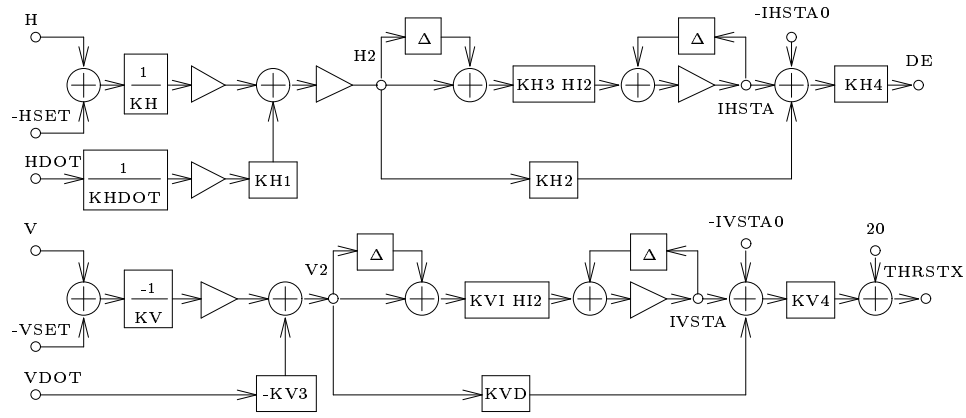 H
-IHSTA0
Δ
Δ
H2
DE
1
KH
KH3 HI2
KH4
IHSTA
-HSET
HDOT
1
KHDOT
KH1
KH2
V
-IVSTA0
20
Δ
Δ
V2
THRSTX
-1
KV
KVI HI2
KV4
IVSTA
-VSET
VDOT
-KV3
KVD